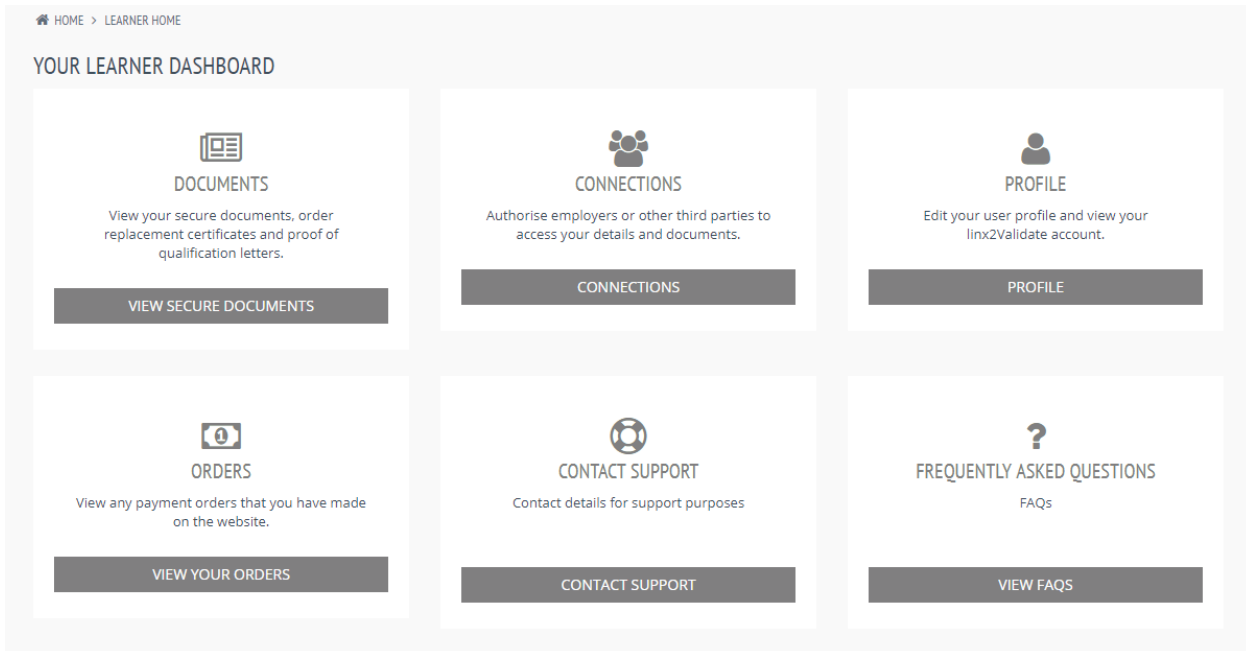 HOME > LEARNER HOME
YOUR LEARNER DASHBOARD
DOCUMENTS
View your secure documents, order
replacement certificates and proof of
qualification letters.
VIEW SECURE DOCUMENTS
CONNECTIONS
Authorise employers or other third parties to
access your details and documents.
CONNECTIONS
PROFILE
Edit your user profile and view your
linx2Validate account.
PROFILE
1
ORDERS
View any payment orders that you have made
on the website.
VIEW YOUR ORDERS
CONTACT SUPPORT
Contact details for support purposes
CONTACT SUPPORT
?
FREQUENTLY ASKED QUESTIONS
FAQs
VIEW FAQS